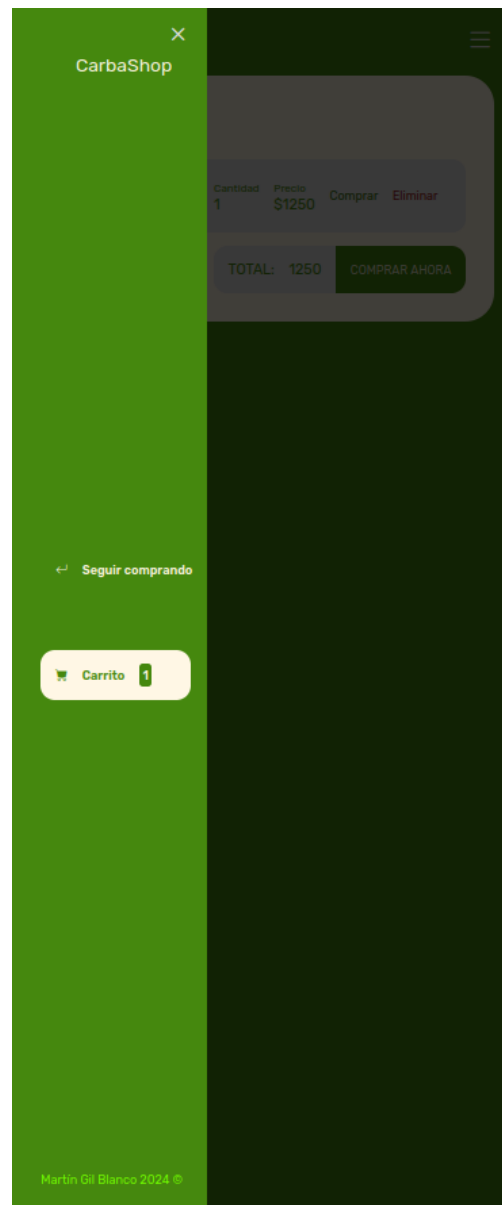 CarbaShop
Cantidad Precio
1 $1250 Comprar Eliminar
TOTAL: 1250 COMPRAR AHORA
Seguir comprando
Carrito 1
Martín Gil Blanco 2024 ©